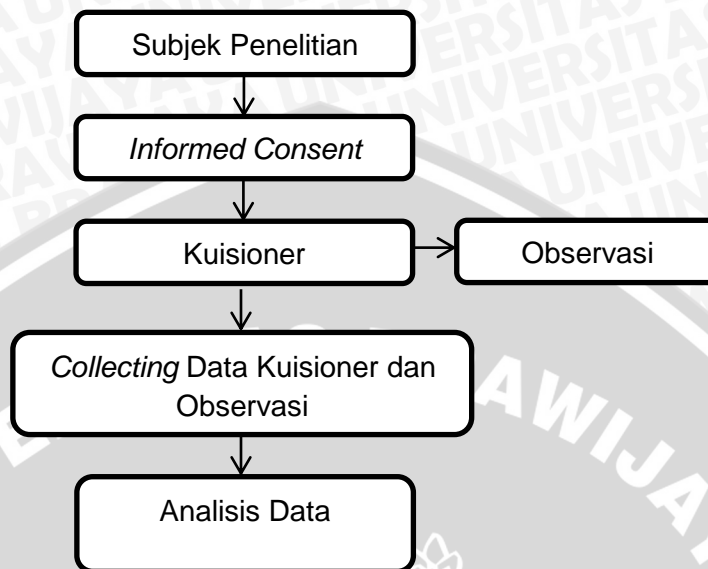 Subjek Penelitian
Informed Consent
Kuisioner
Observasi
Collecting Data Kuisioner dan
Observasi
Analisis Data